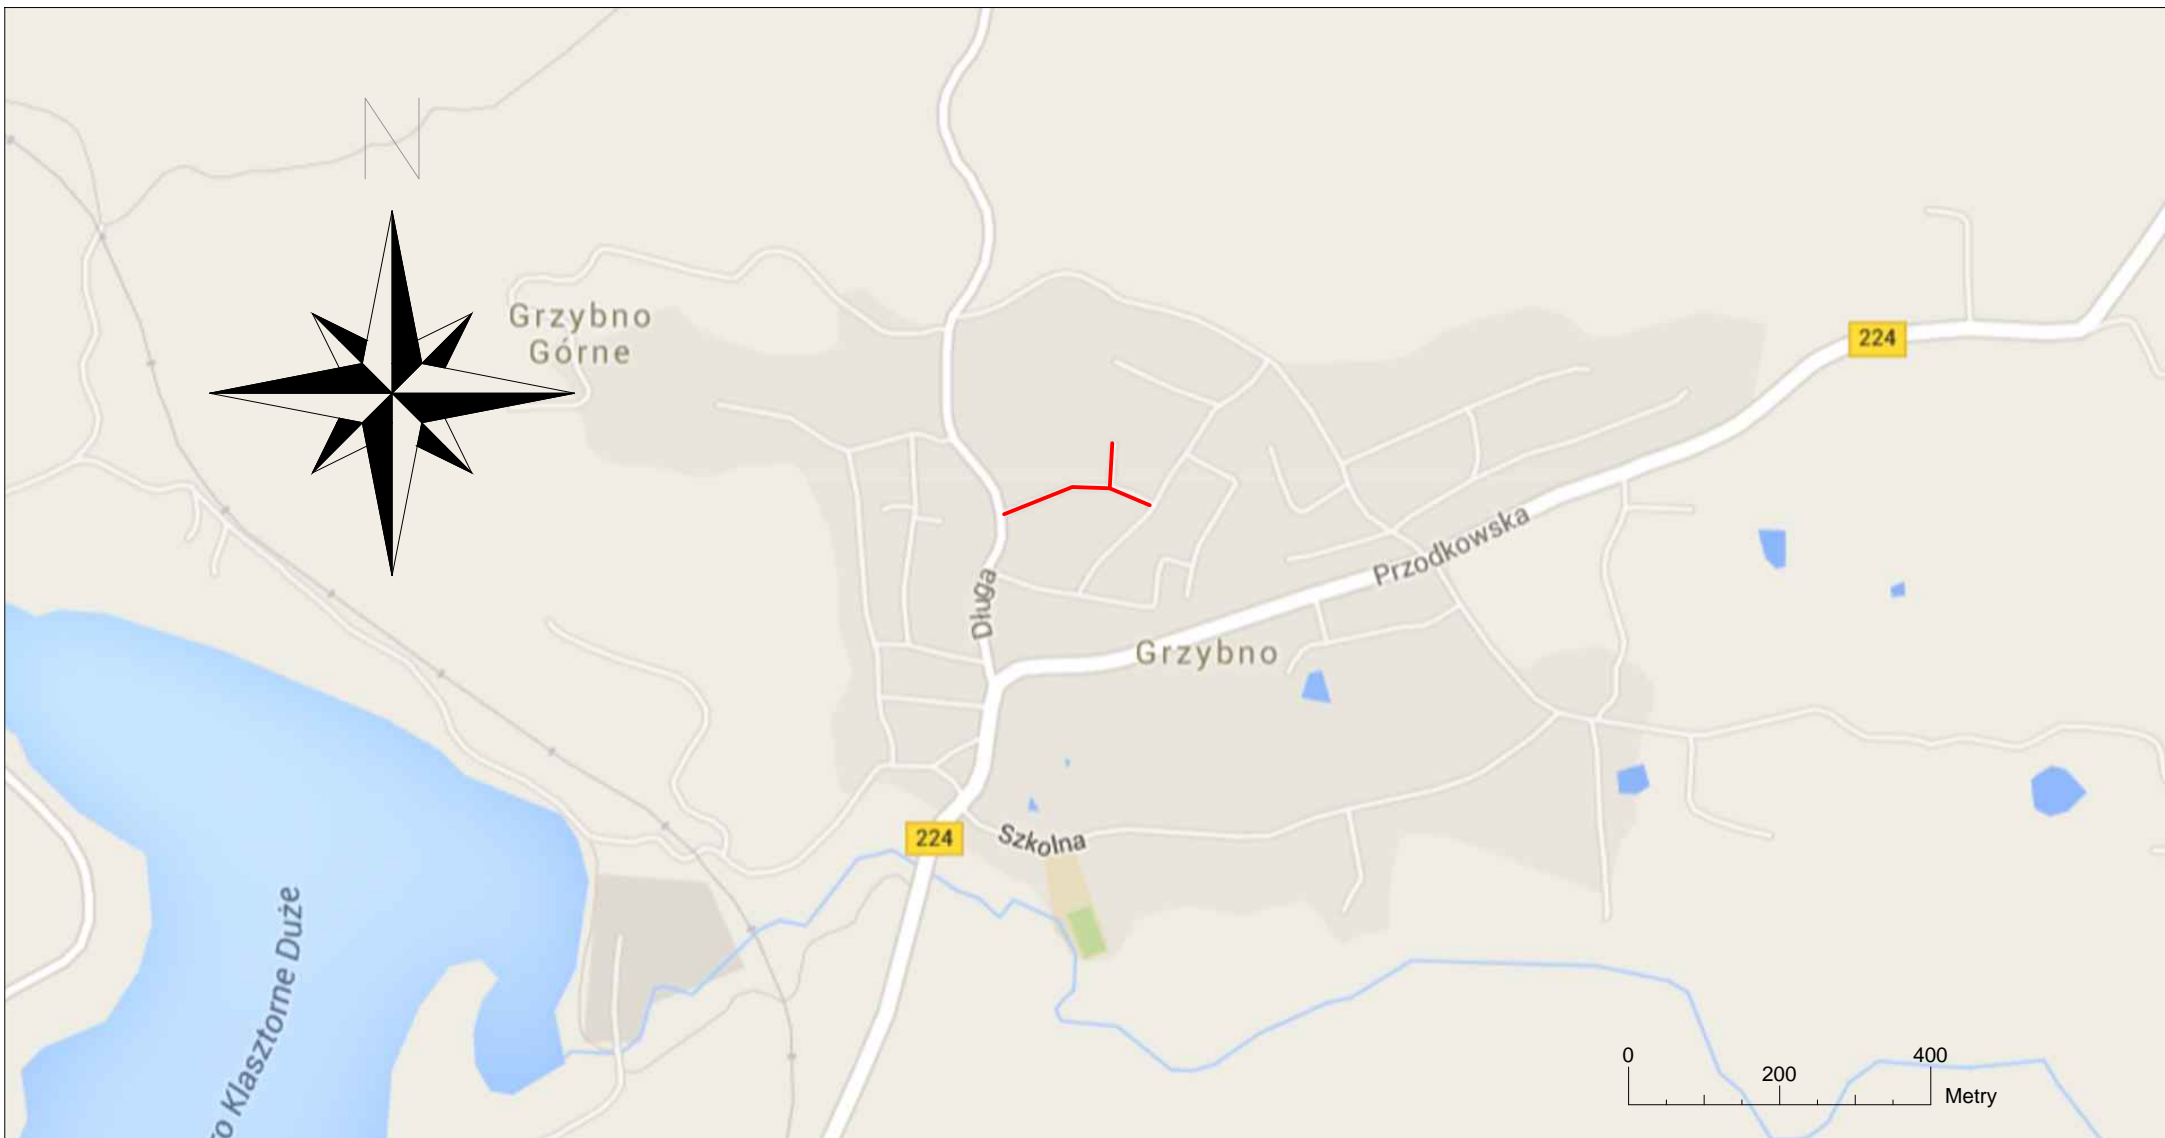 N
Grzybno
Górne
224
Przodkowska
Długa
Grzybno
224
Szkolna
Klasztorne Duże
0
400
200
Metry